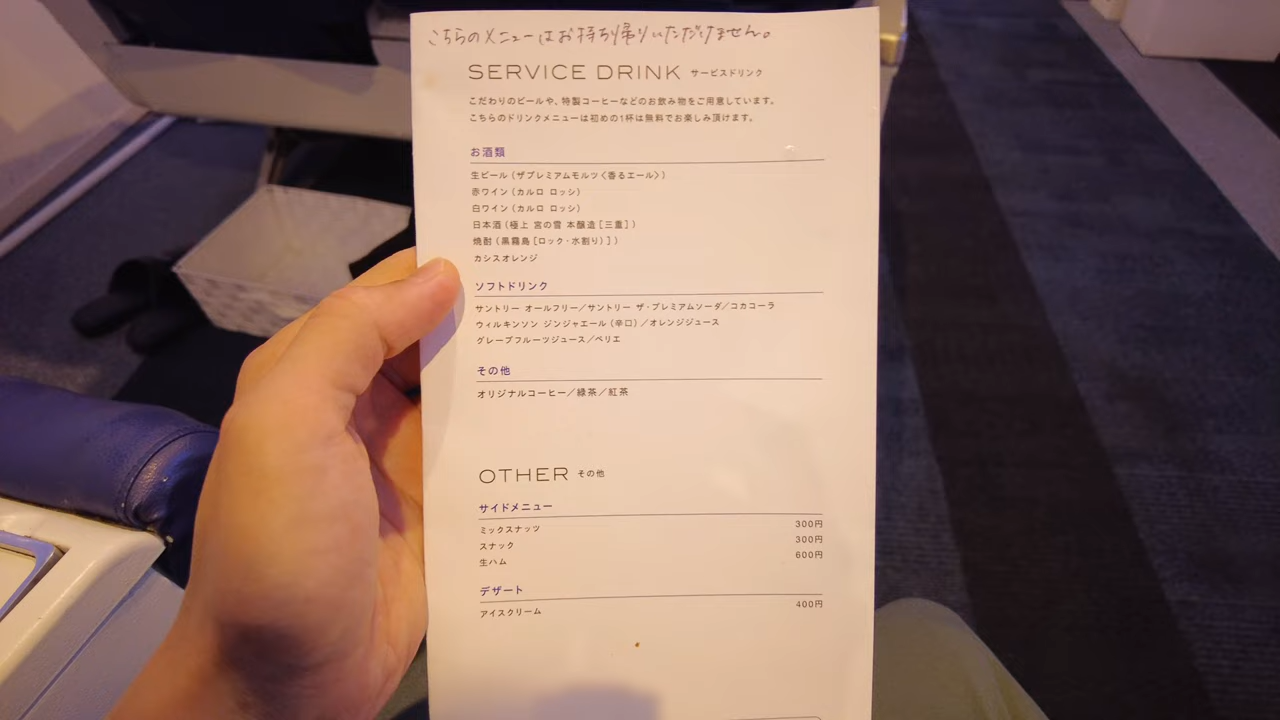 こちらのメニューはお持ち帰りいただけません。
SERVICE DRINK サービスドリンク
こだわりのビールや、特製コーヒーなどのお飲み物をご用意しています。
こちらのドリンクメニューは初めの1杯は無料でお楽しみ頂けます。
お酒類
生ビール(ザプレミアムモルツ〈香るエール〉)
赤ワイン(カルロ ロッシ)
白ワイン(カルロ ロッシ)
日本酒(極上 宮の雪 本醸造[三重])
焼酎(黒霧島[ロック・水割り)])
カシスオレンジ
ソフトドリンク
サントリー オールフリー/サントリー ザ・プレミアムソーダ/コカコーラ
ウィルキンソン ジンジャエール(辛口)/オレンジジュース
グレープフルーツジュース/ペリエ
その他
オリジナルコーヒー/緑茶/紅茶
OTHER その他
サイドメニュー
ミックスナッツ 300円
スナック 300円
生ハム 600円
デザート
アイスクリーム 400円